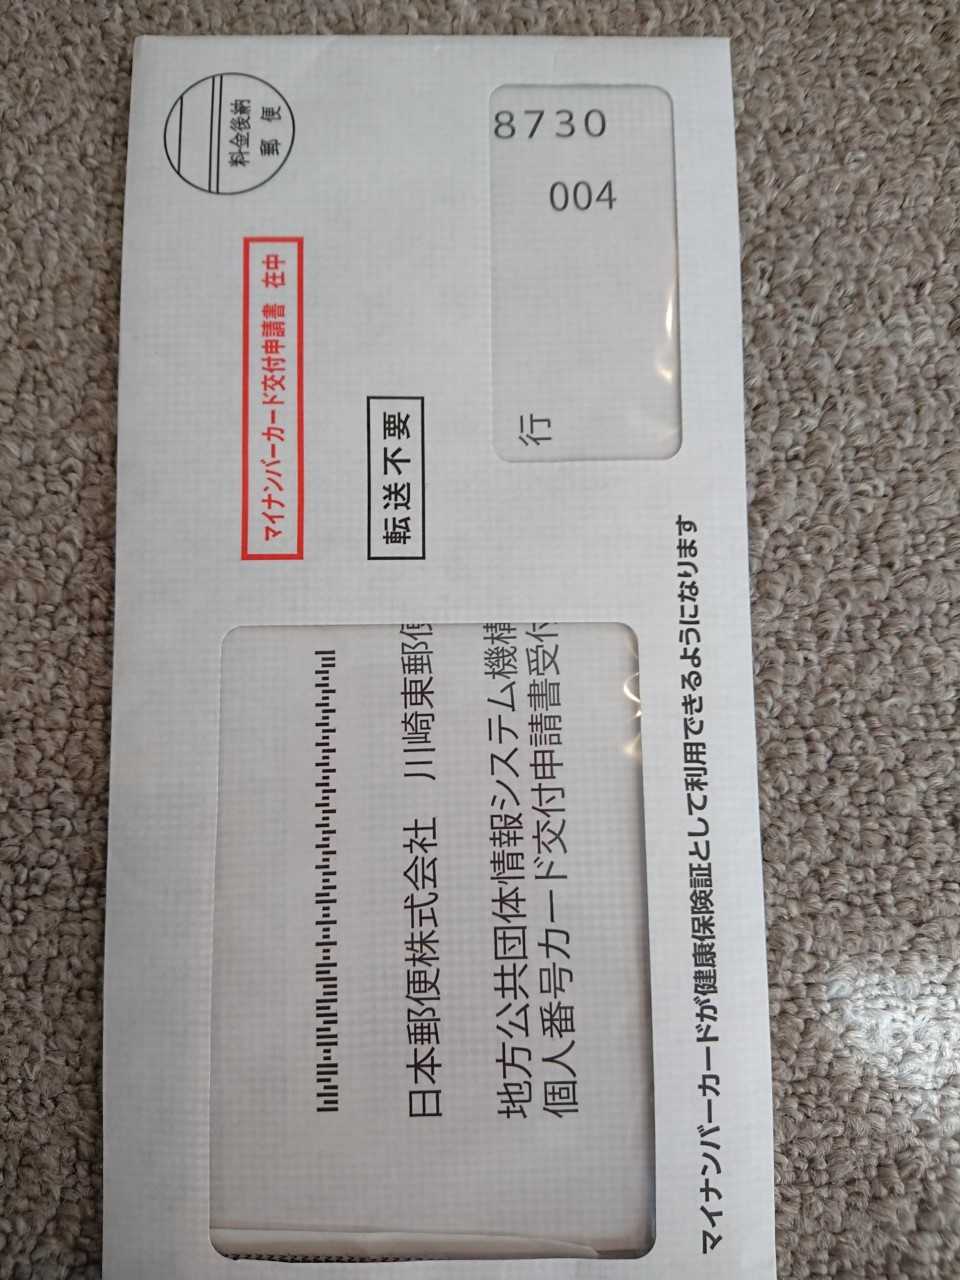 料金後納
郵便
マイナンバーカード交付申請書 在中
転送不要
8730
004
行
日本郵便株式会社 川崎東郵便
地方公共団体情報システム機構
個人番号カード交付申請書受付
マイナンバーカードが健康保険証として利用できるようになります